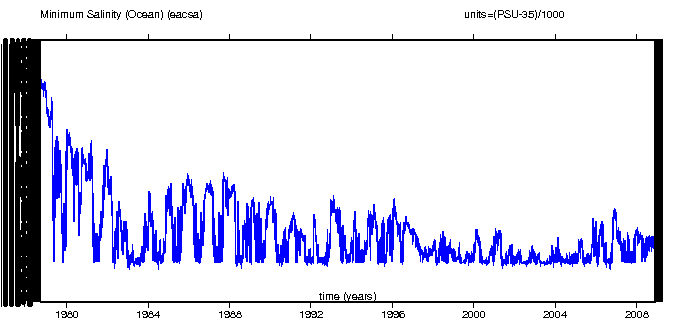 Minimum Salinity (Ocean) (eacsa) units=(PSU-35)/1000
time (years)
1980 1984 1988 1992 1996 2000 2004 2008